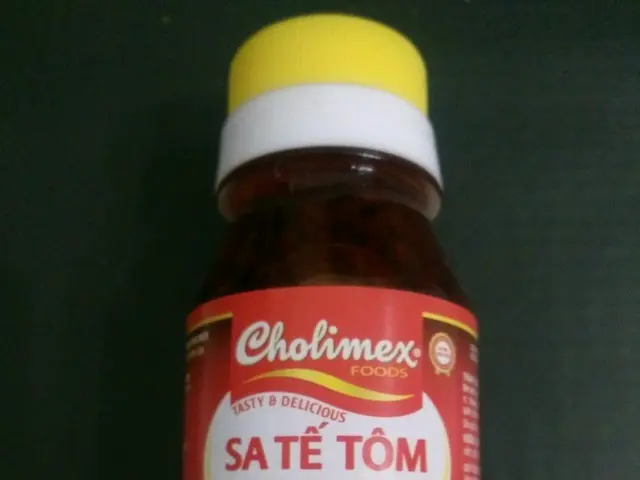 Cholimex®
FOODS
TASTY & DELICIOUS
SA TẾ TÔM